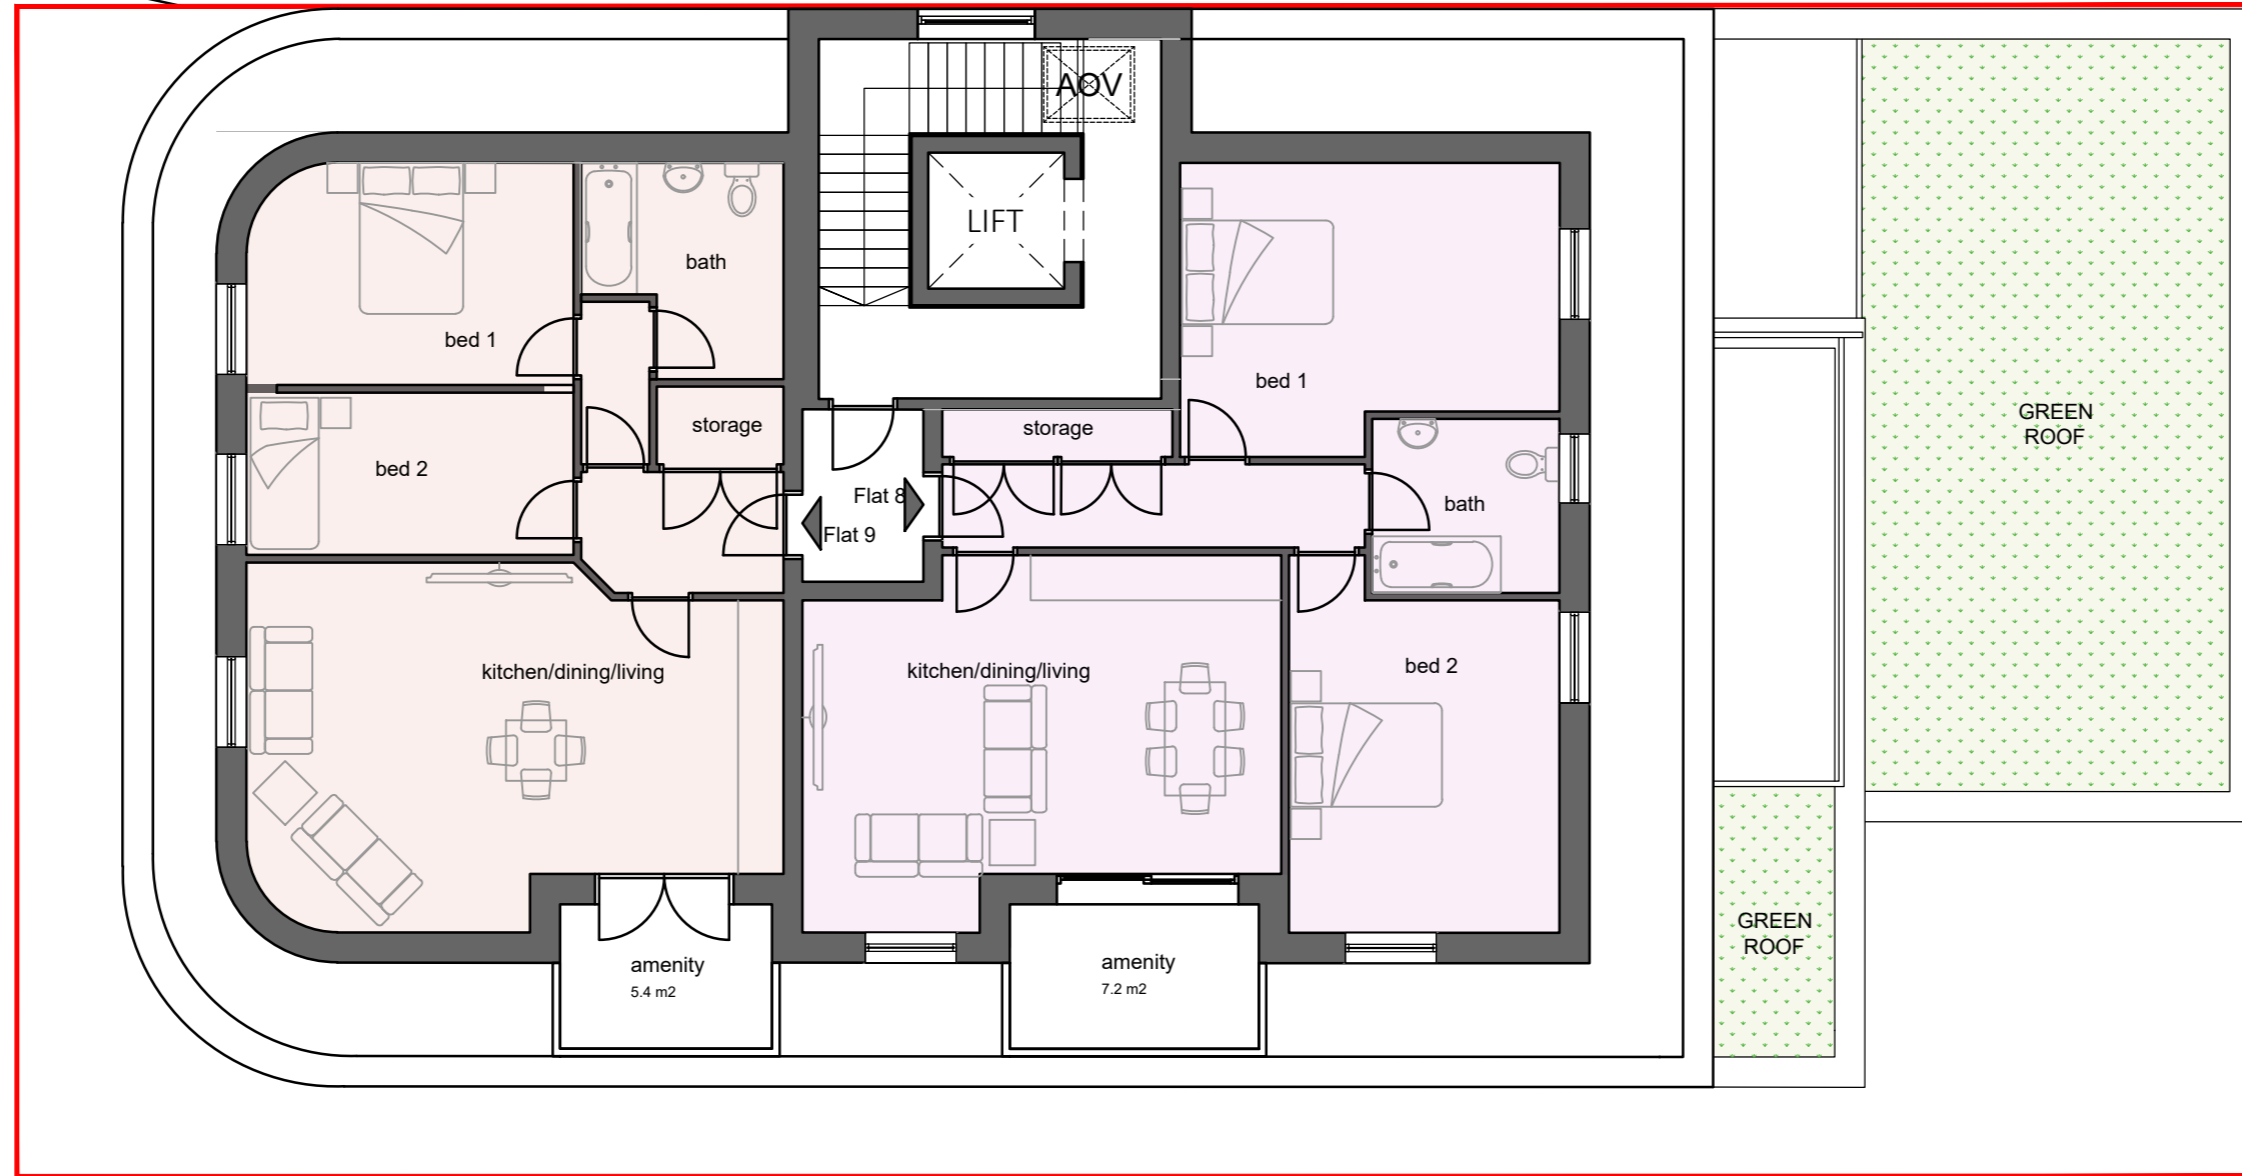 AOV
LIFT
bath
bed 1
bed 1
storage
storage
GREEN
ROOF
bed 2
Flat 8
bath
Flat 9
kitchen/dining/living
kitchen/dining/living
bed 2
GREEN
ROOF
amenity
5.4 m2
amenity
7.2 m2